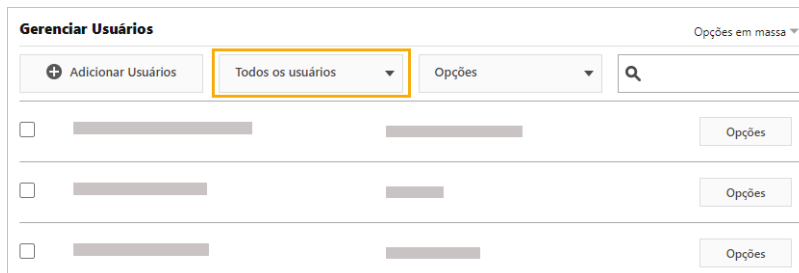 Gerenciar Usuários
Opções em massa
Adicionar Usuários
Todos os usuários
Opções
Opções
Opções
Opções